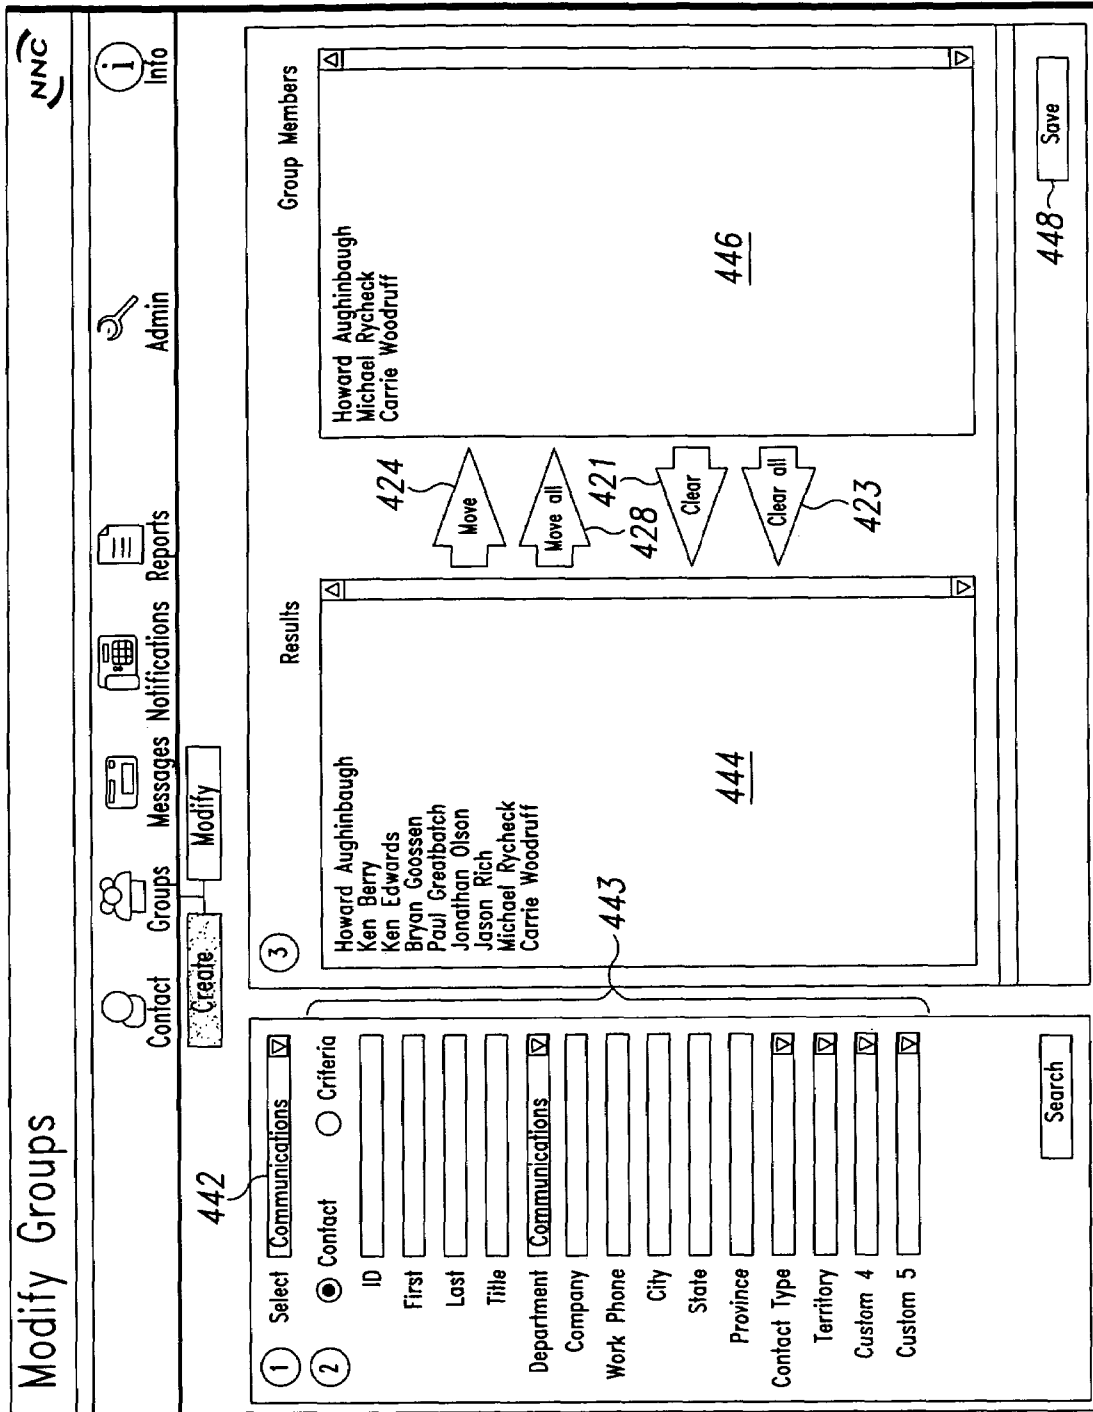 Modify Groups
NNC
Contact
Groups
Messages
Notifications
Reports
Admin
Info
Create
Modify
442
1
Select
Communications
2
Contact
Criteria
ID
First
Last
Title
Department
Communications
Company
Work Phone
City
State
Province
Contact Type
Territory
Custom 4
Custom 5
Search
443
3
Results
Howard Aughinbaugh
Ken Berry
Ken Edwards
Bryan Goossen
Paul Greatbatch
Jonathan Olson
Jason Rich
Michael Rycheck
Carrie Woodruff
444
424
Move
Move all
428
421
Clear
Clear all
423
Group Members
Howard Aughinbaugh
Michael Rycheck
Carrie Woodruff
446
448
Save